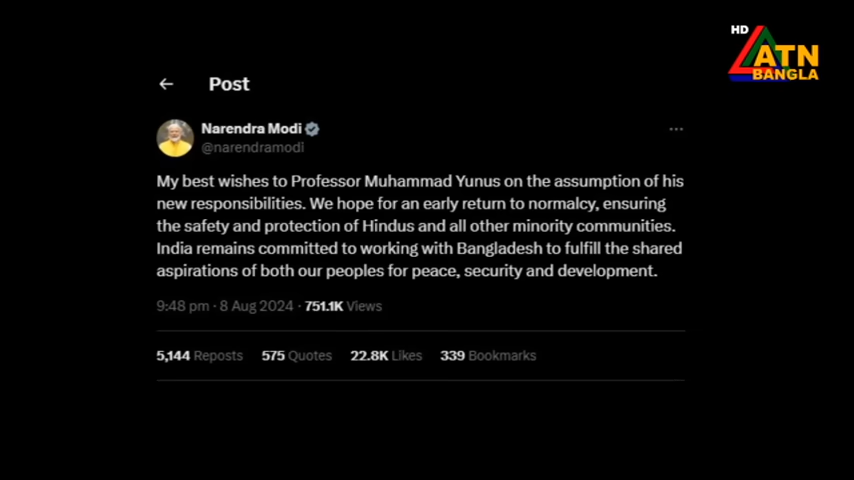 HD
ATN
BANGLA
← Post
Narendra Modi
@narendramodi
···
My best wishes to Professor Muhammad Yunus on the assumption of his
new responsibilities. We hope for an early return to normalcy, ensuring
the safety and protection of Hindus and all other minority communities.
India remains committed to working with Bangladesh to fulfill the shared
aspirations of both our peoples for peace, security and development.
9:48 pm · 8 Aug 2024 · 751.1K Views
5,144 Reposts 575 Quotes 22.8K Likes 339 Bookmarks